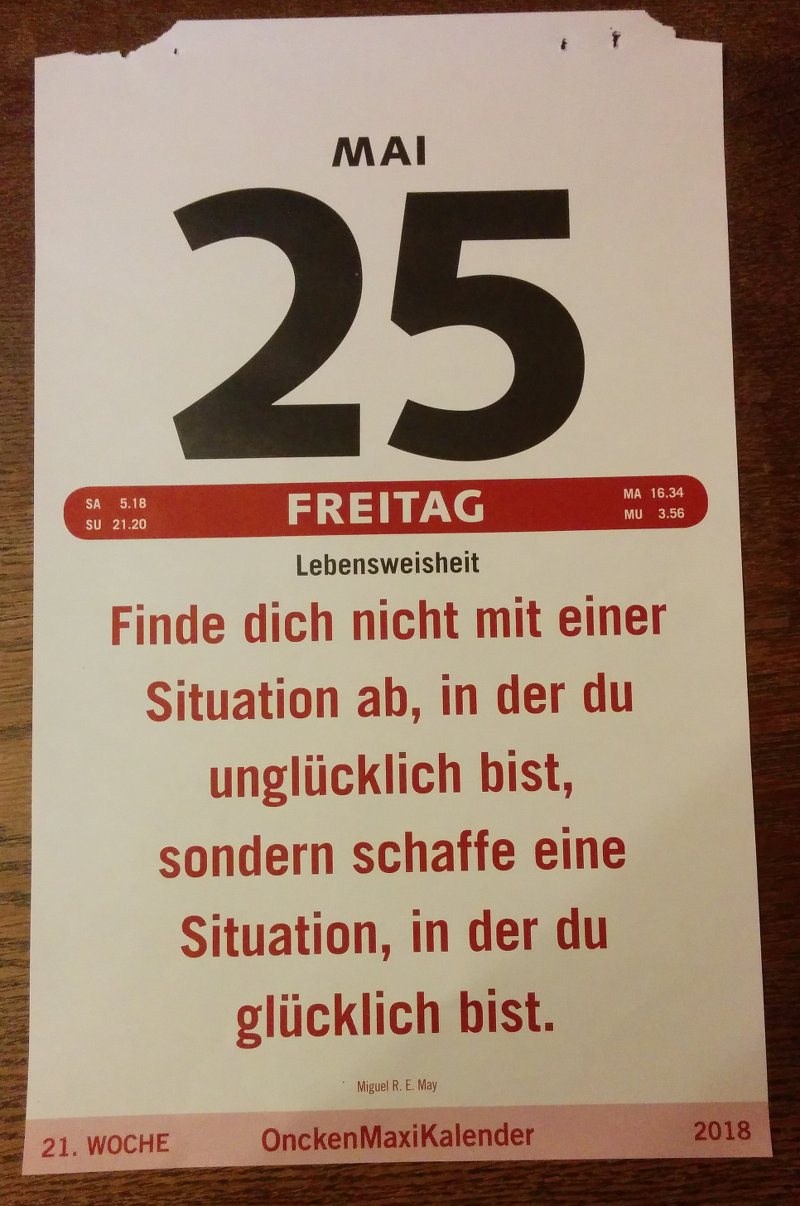 MAI
25
SA 5.18
SU 21.20
FREITAG
MA 16.34
MU 3.56
Lebensweisheit
Finde dich nicht mit einer
Situation ab, in der du
unglücklich bist,
sondern schaffe eine
Situation, in der du
glücklich bist.
Miguel R. E. May
21. WOCHE OnckenMaxiKalender 2018